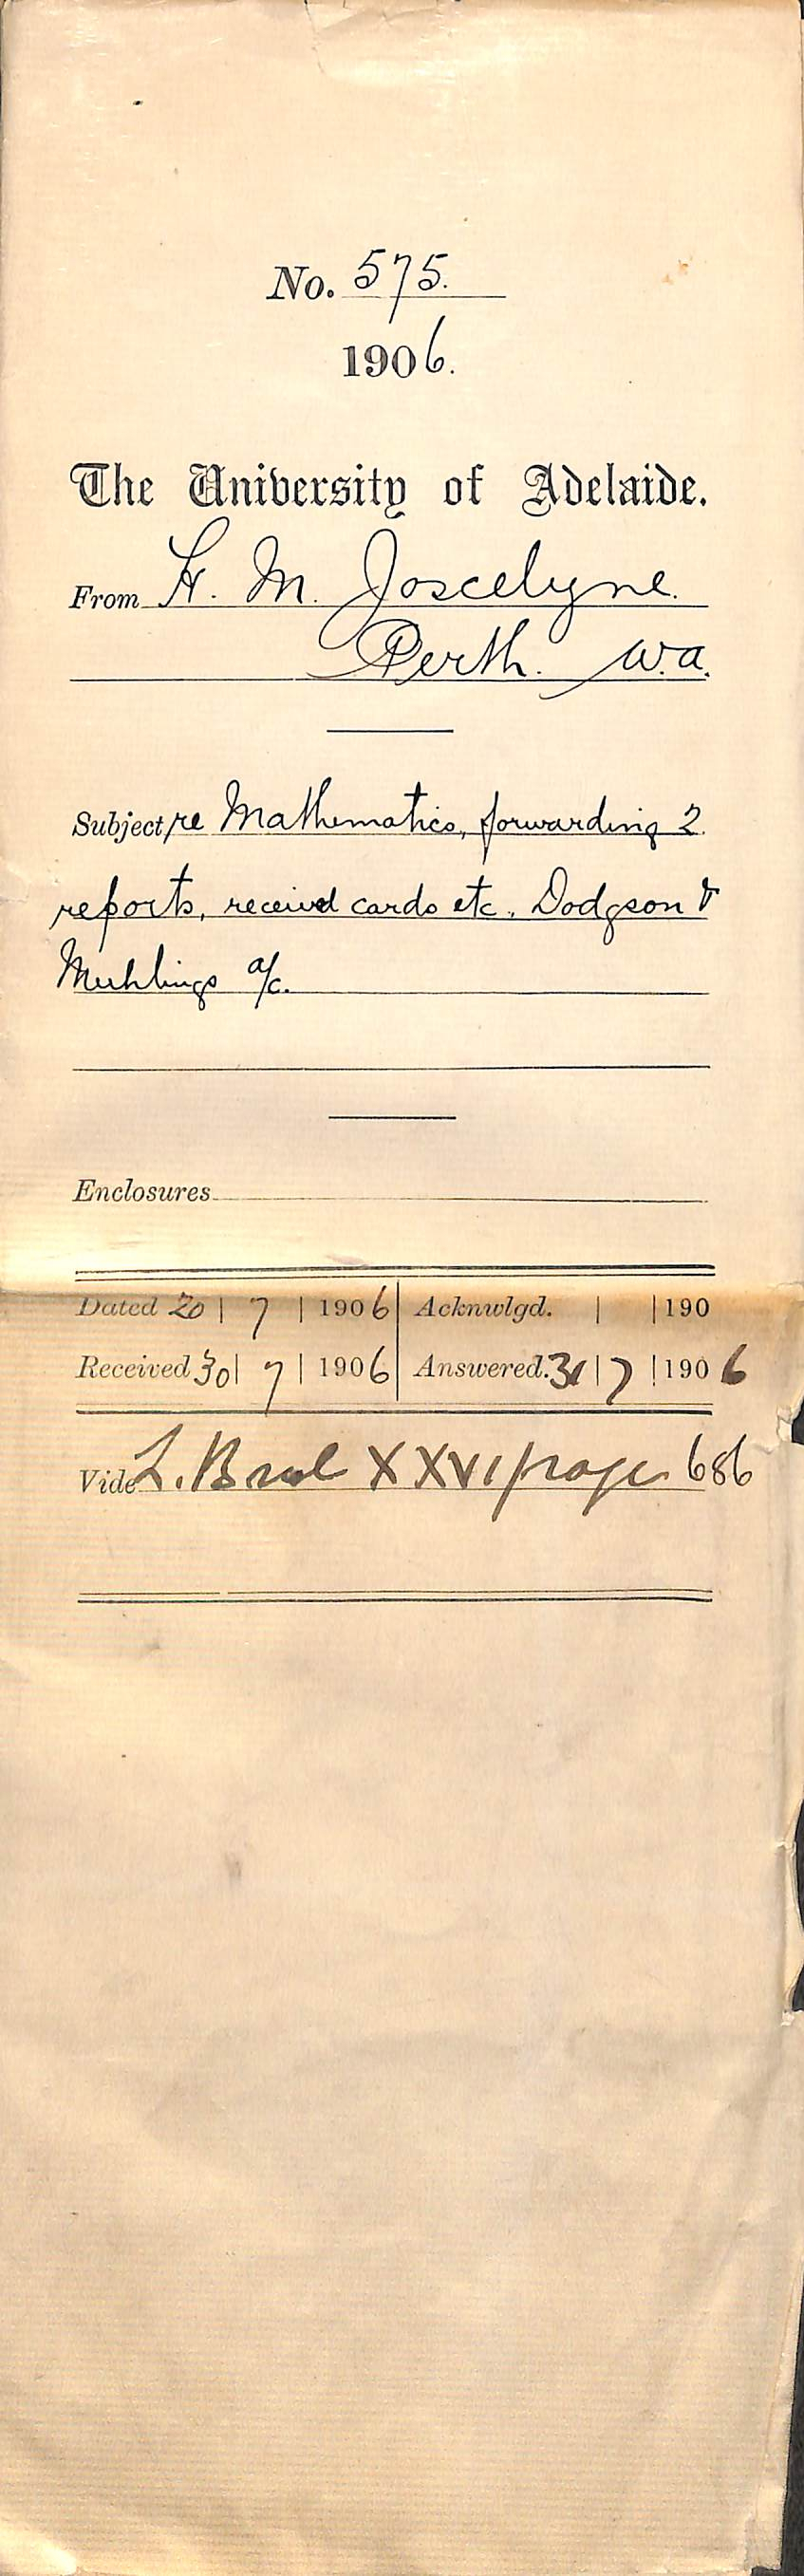 No. 575.
1906.
The University of Adelaide.
From H. M. Joscelyne.
Perth. W.A.
Subject, re Mathematics, forwarding 2
reports, received cards etc. Dodgson &
a/c.
Enclosures
Dated 20 | 7 | 1906 | Acknwlgd. | | 190
Received 30 | 7 | 1906 | Answered. 31 | 7 | 1906
Vide L. XXVI page 686